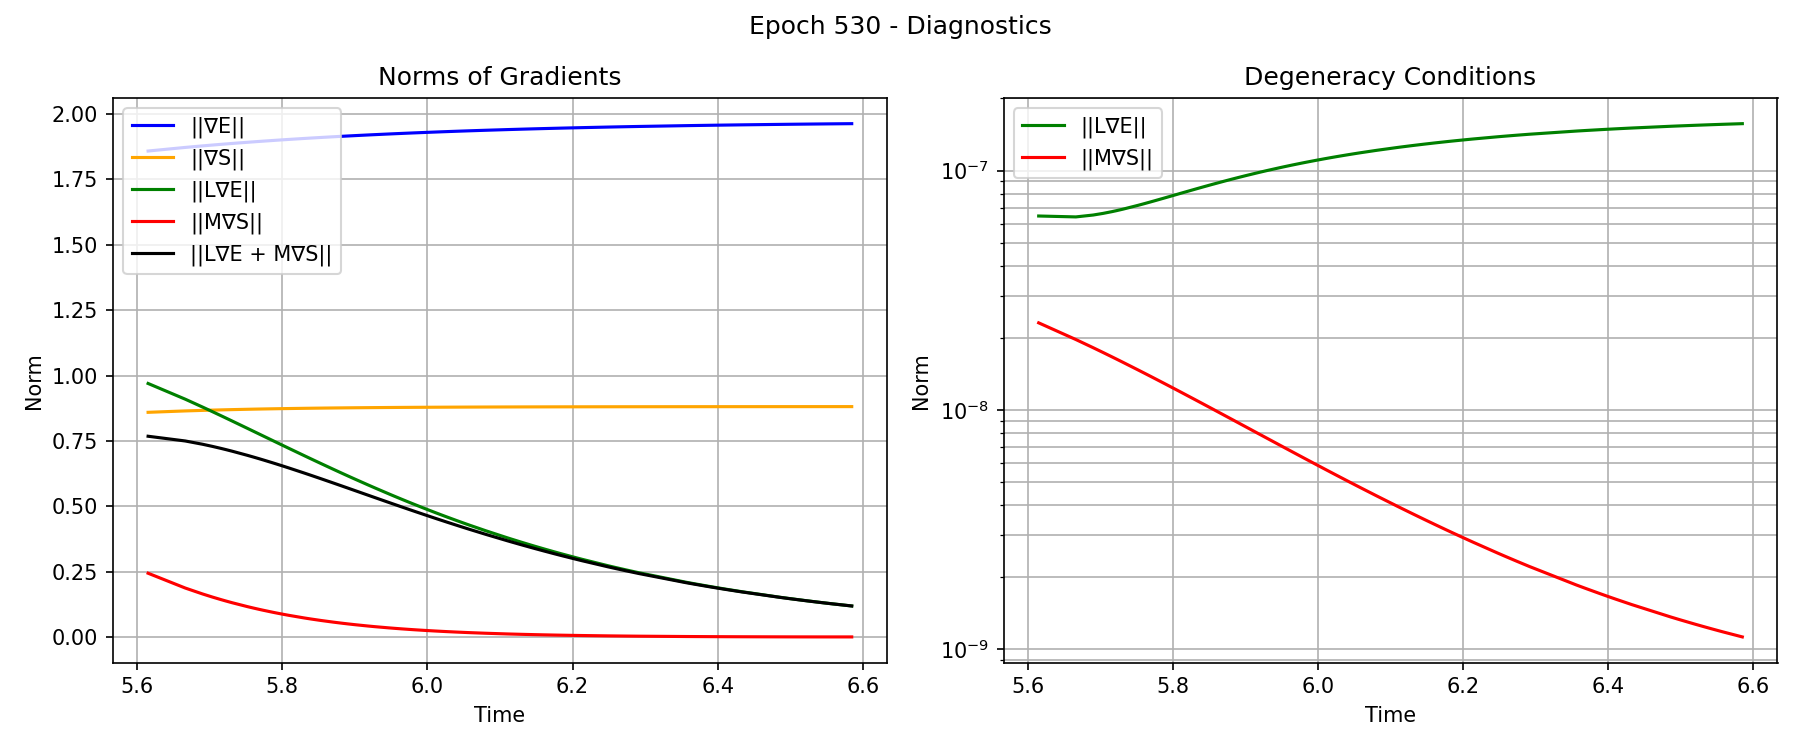 Epoch 530 - Diagnostics
Norms of Gradients
||∇E||
||∇S||
||L∇E||
||M∇S||
||L∇E + M∇S||
2.00
1.75
1.50
1.25
1.00
0.75
0.50
0.25
0.00
Norm
5.6 5.8 6.0 6.2 6.4 6.6
Time
Degeneracy Conditions
||L∇E||
||M∇S||
10⁻⁷
10⁻⁸
10⁻⁹
Norm
5.6 5.8 6.0 6.2 6.4 6.6
Time